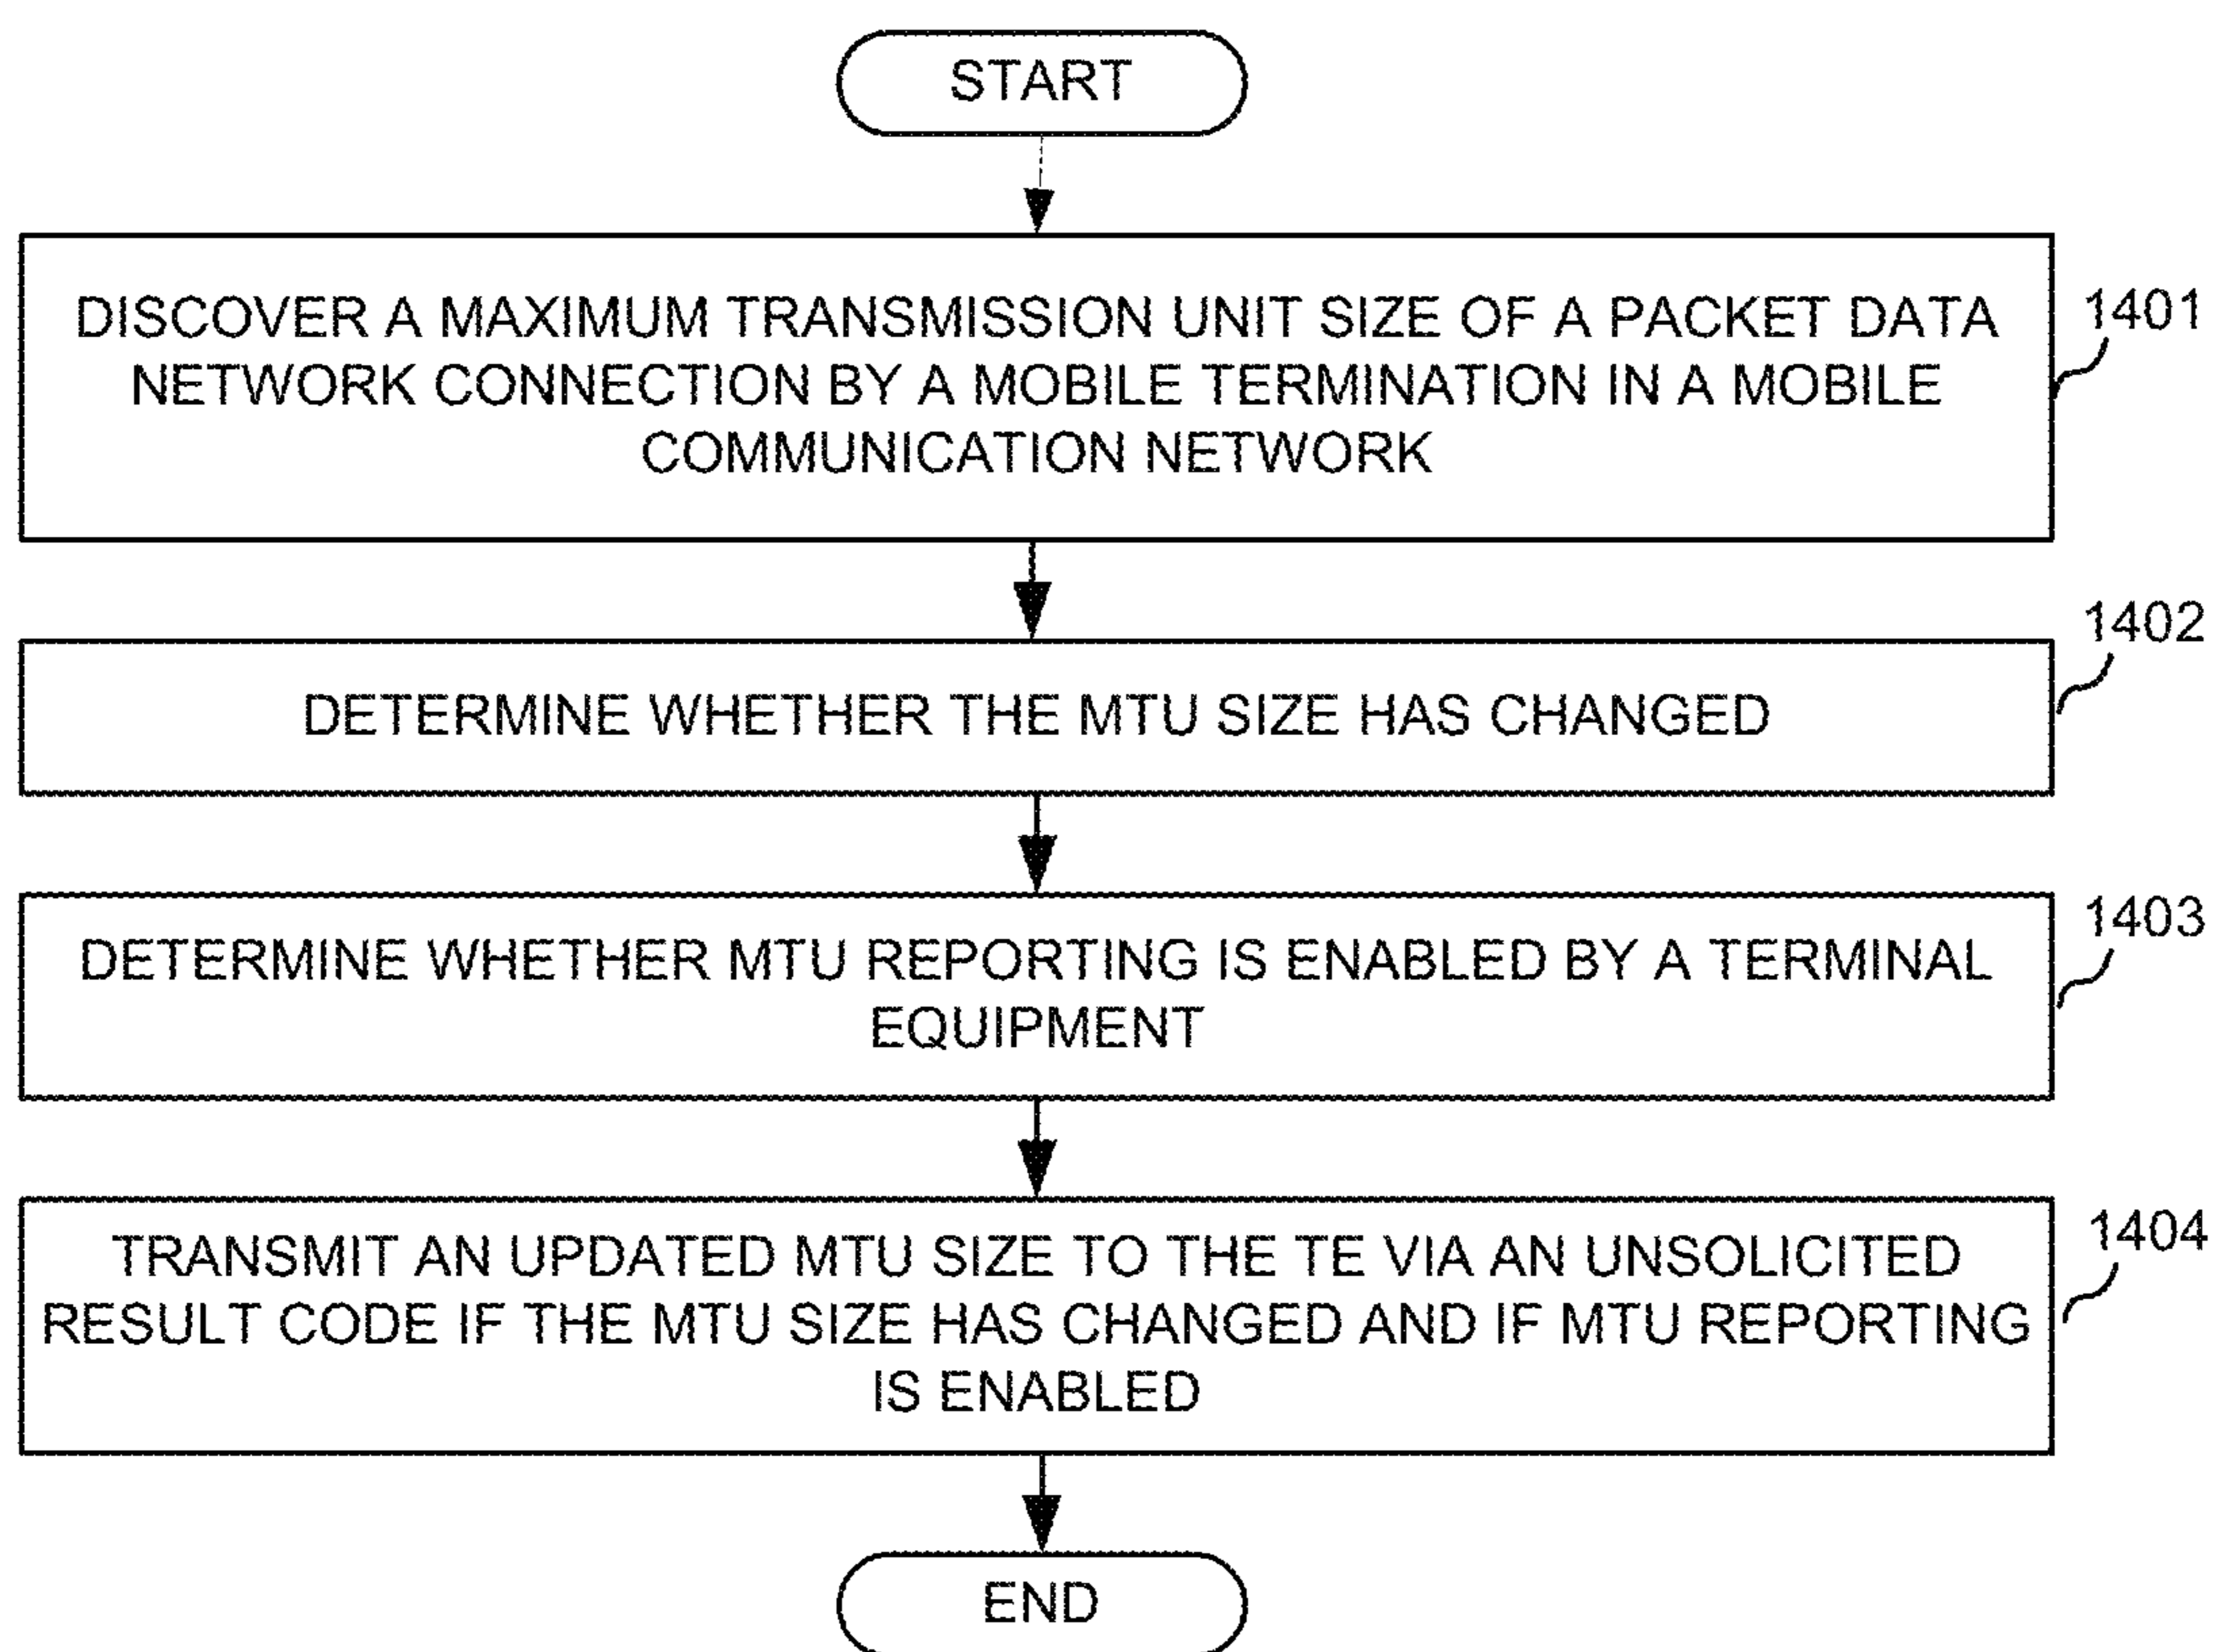 START
DISCOVER A MAXIMUM TRANSMISSION UNIT SIZE OF A PACKET DATA
NETWORK CONNECTION BY A MOBILE TERMINATION IN A MOBILE
COMMUNICATION NETWORK
1401
1402
DETERMINE WHETHER THE MTU SIZE HAS CHANGED
1403
DETERMINE WHETHER MTU REPORTING IS ENABLED BY A TERMINAL
EQUIPMENT
1404
TRANSMIT AN UPDATED MTU SIZE TO THE TE VIA AN UNSOLICITED
RESULT CODE IF THE MTU SIZE HAS CHANGED AND IF MTU REPORTING
IS ENABLED
END